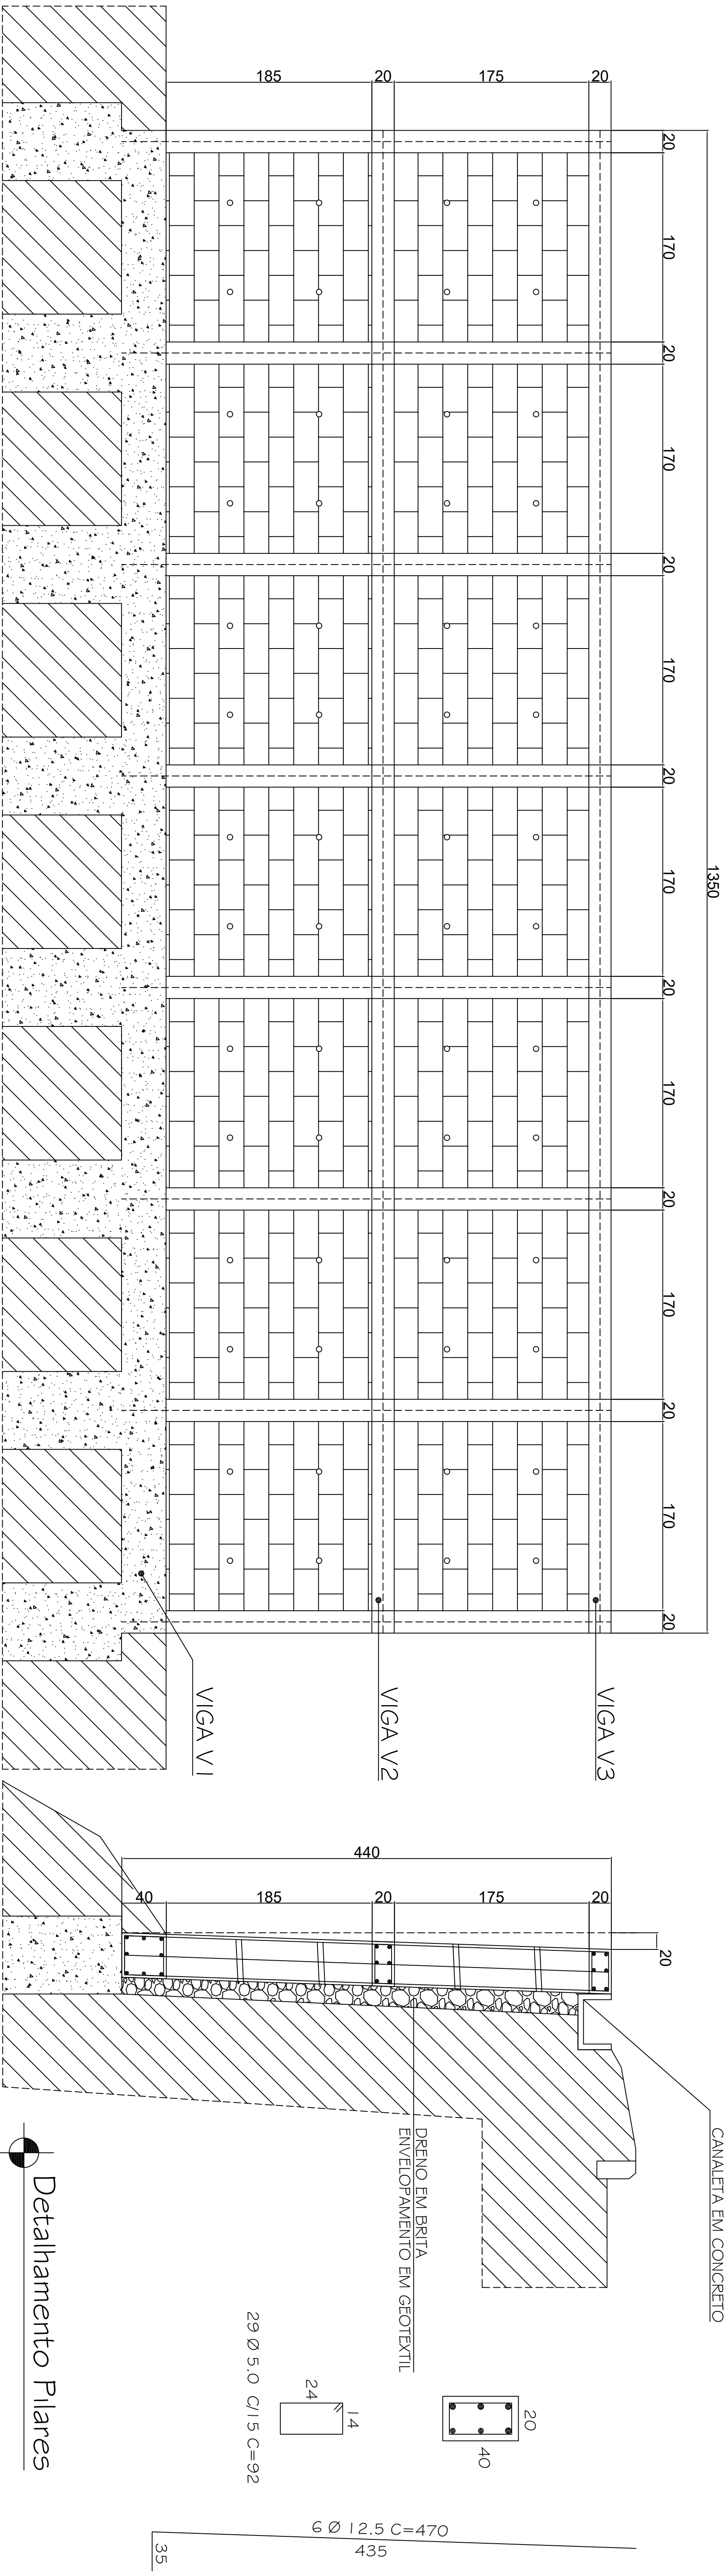 1350
20 170 20 170 20 170 20 170 20 170 20 170 20 170 20
20
175
20
185
VIGA V3
VIGA V2
VIGA V1
CANALETA EM CONCRETO
20
20
175
20
185
40
440
DRENO EM BRITA
ENVELOPAMENTO EM GEOTEXTIL
20
40
14
24
29 Ø 5.0 C/15 C=92
6 Ø 12.5 C=470
435
35
Detalhamento Pilares